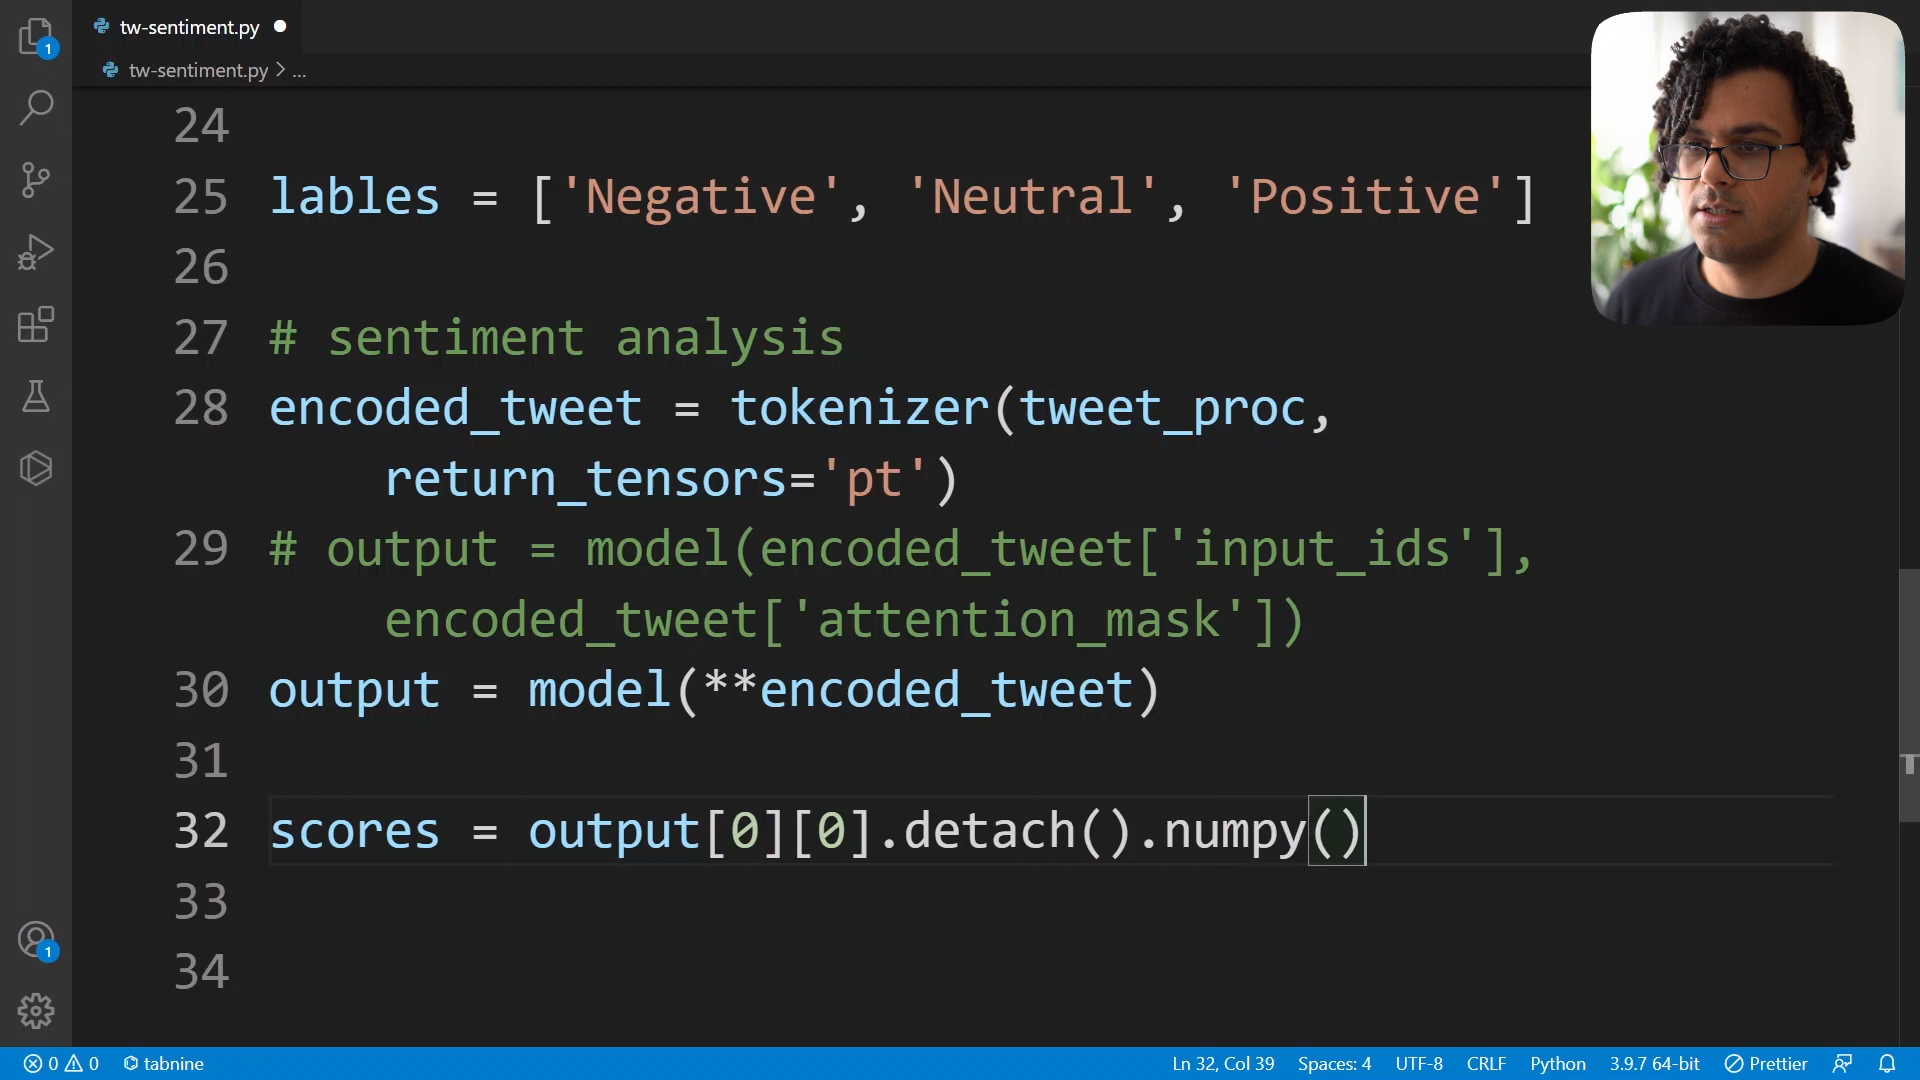 1
tw-sentiment.py
tw-sentiment.py > ...
24
25 lables = ['Negative', 'Neutral', 'Positive']
26
27 # sentiment analysis
28 encoded_tweet = tokenizer(tweet_proc,
return_tensors='pt')
29 # output = model(encoded_tweet['input_ids'],
encoded_tweet['attention_mask'])
30 output = model(**encoded_tweet)
31
32 scores = output[0][0].detach().numpy()
33
34
1
0 0 tabnine Ln 32, Col 39 Spaces: 4 UTF-8 CRLF Python 3.9.7 64-bit Prettier